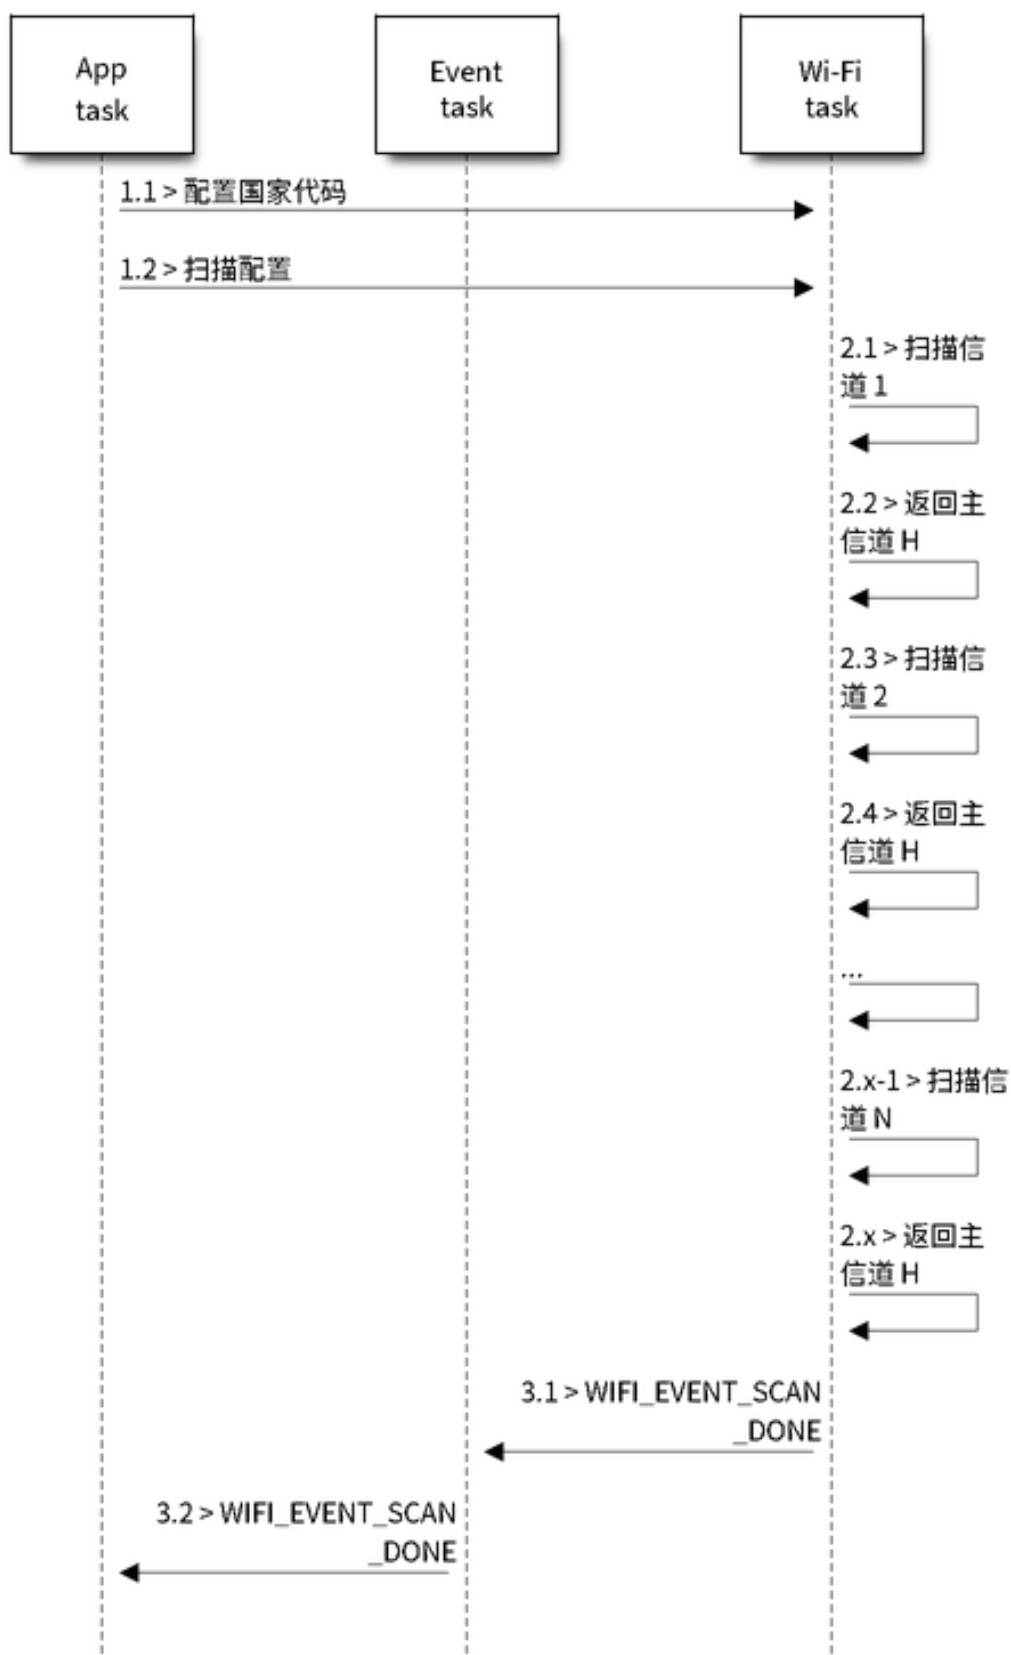 App
task
Event
task
Wi-Fi
task
1.1 > 配置国家代码
1.2 > 扫描配置
2.1 > 扫描信
道 1
2.2 > 返回主
信道 H
2.3 > 扫描信
道 2
2.4 > 返回主
信道 H
...
2.x-1 > 扫描信
道 N
2.x > 返回主
信道 H
3.1 > WIFI_EVENT_SCAN
_DONE
3.2 > WIFI_EVENT_SCAN
_DONE